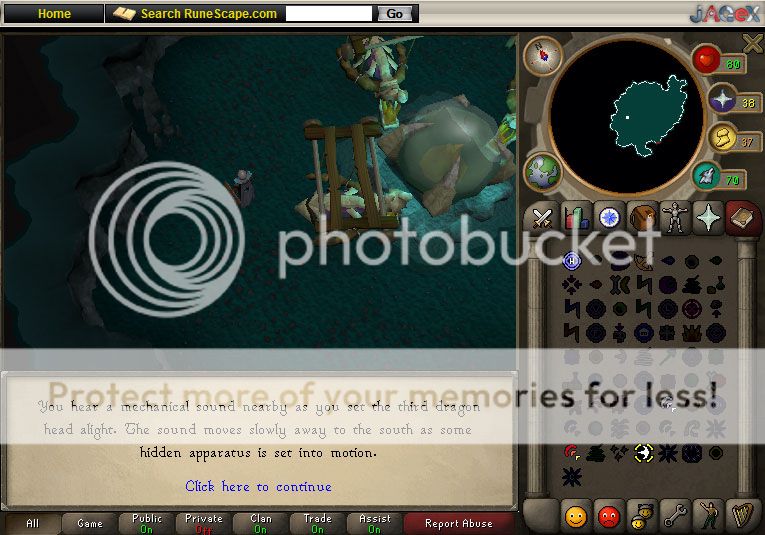 Home
Search RuneScape.com
Go
JAGeX
80
38
37
70
photobucket
Protect more of your memories for less!
You hear a mechanical sound nearby as you set the third dragon
head alight. The sound moves slowly away to the south as some
hidden apparatus is set into motion.
Click here to continue
All
Game
Public
On
Private
Off
Clan
On
Trade
On
Assist
On
Report Abuse